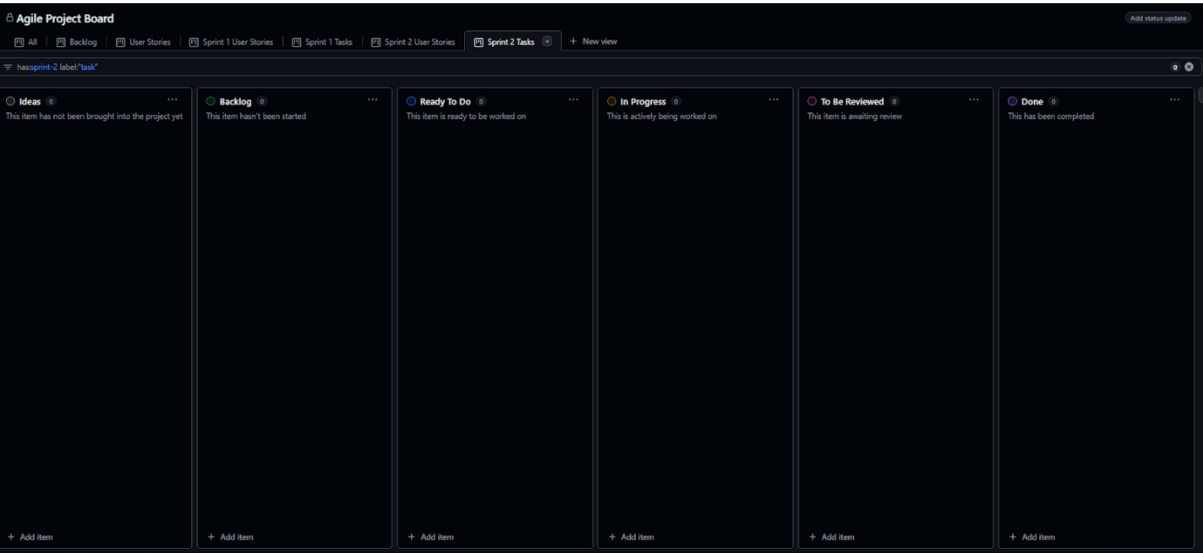 Agile Project Board
Add status update
All
Backlog
User Stories
Sprint 1 User Stories
Sprint 1 Tasks
Sprint 2 User Stories
Sprint 2 Tasks
+ New view
has:sprint-2 label:"task"
0
Ideas 0
This item has not been brought into the project yet
+ Add item
Backlog 0
This item hasn't been started
+ Add item
Ready To Do 0
This item is ready to be worked on
+ Add item
In Progress 0
This is actively being worked on
+ Add item
To Be Reviewed 0
This item is awaiting review
+ Add item
Done 0
This has been completed
+ Add item